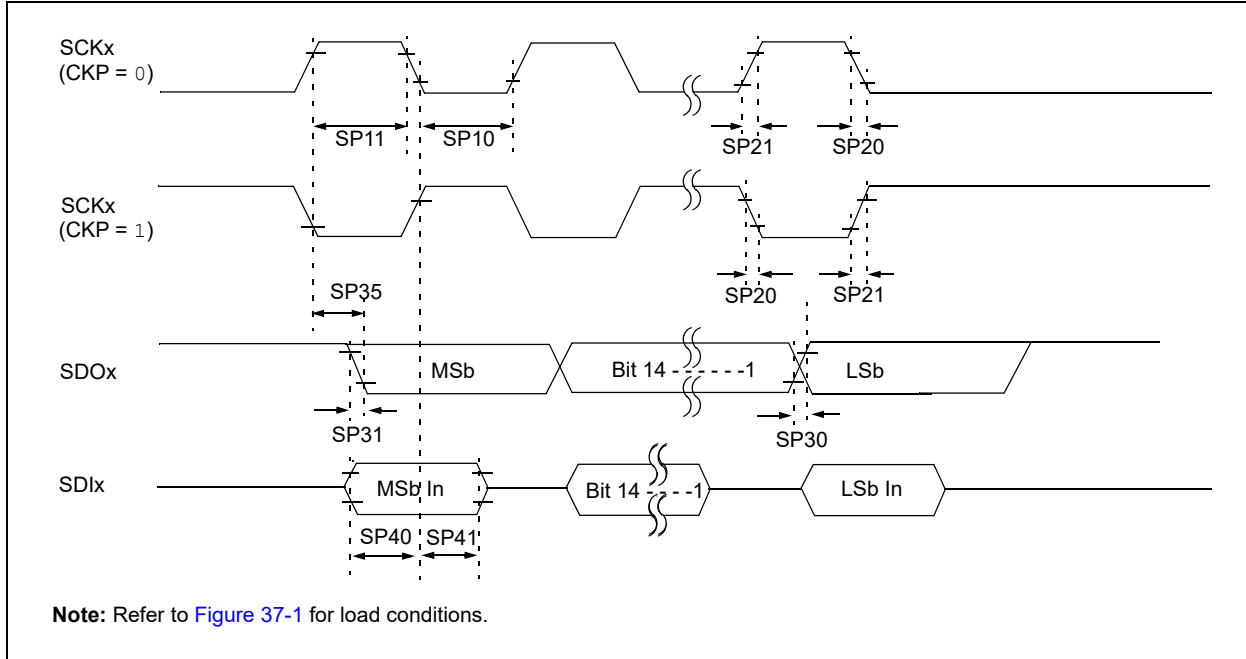 SCKx
(CKP = 0)
SP11
SP10
SP21
SP20
SCKx
(CKP = 1)
SP20
SP21
SP35
SDOx
MSb
Bit 14 - - - - - -1
LSb
SP31
SP30
SDIx
MSb In
Bit 14 - - - - -1
LSb In
SP40
SP41
Note: Refer to Figure 37-1 for load conditions.